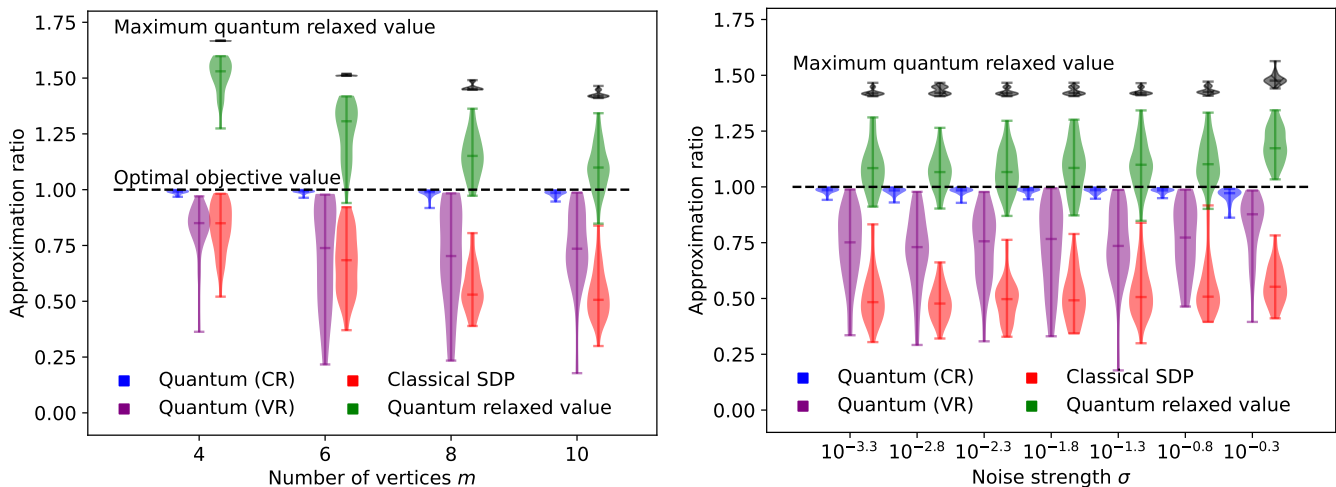 Maximum quantum relaxed value
Optimal objective value
Approximation ratio
1.75
1.50
1.25
1.00
0.75
0.50
0.25
0.00
Quantum (CR)
Classical SDP
Quantum (VR)
Quantum relaxed value
4
6
8
10
Number of vertices m
Maximum quantum relaxed value
Approximation ratio
1.75
1.50
1.25
1.00
0.75
0.50
0.25
0.00
Quantum (CR)
Classical SDP
Quantum (VR)
Quantum relaxed value
10⁻³·³
10⁻²·⁸
10⁻²·³
10⁻¹·⁸
10⁻¹·³
10⁻⁰·⁸
10⁻⁰·³
Noise strength σ